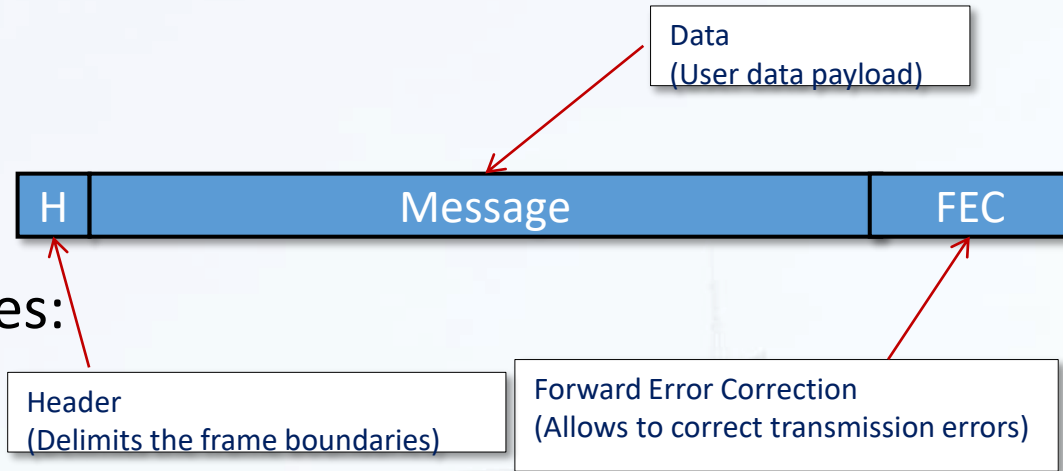 Data
(User data payload)
H Message FEC
es:
Header
(Delimits the frame boundaries)
Forward Error Correction
(Allows to correct transmission errors)